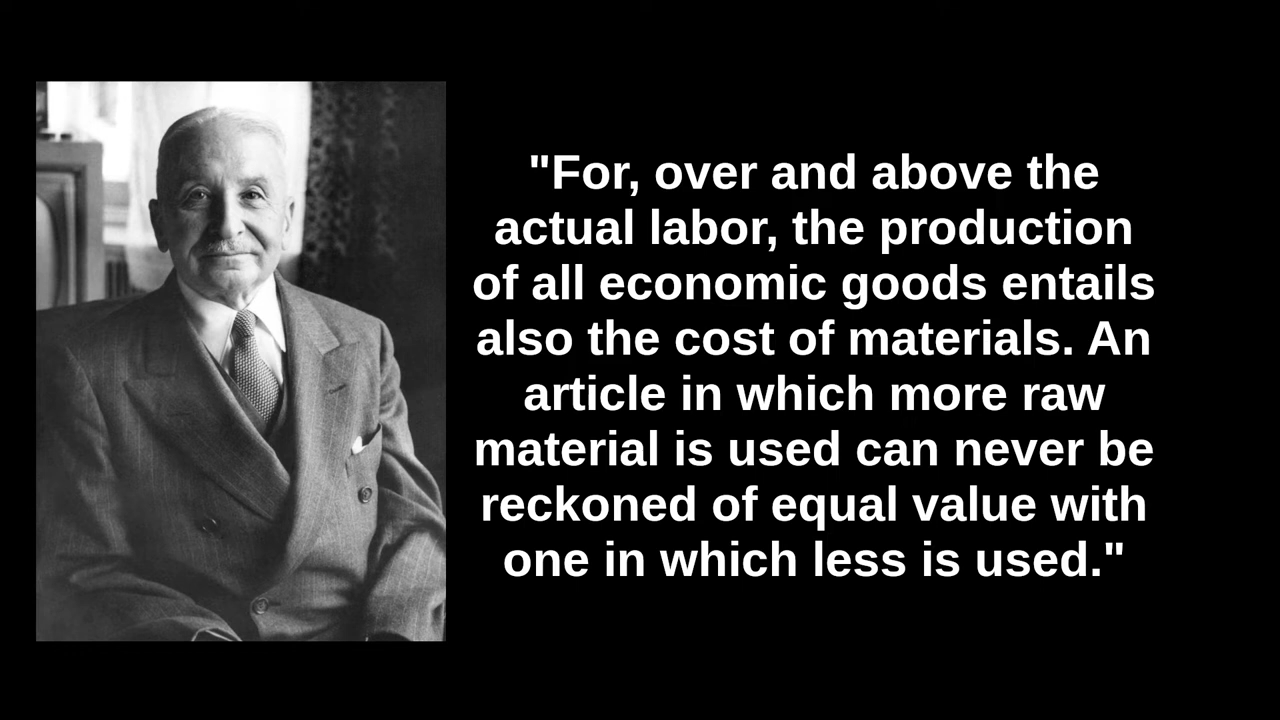 "For, over and above the
actual labor, the production
of all economic goods entails
also the cost of materials. An
article in which more raw
material is used can never be
reckoned of equal value with
one in which less is used."